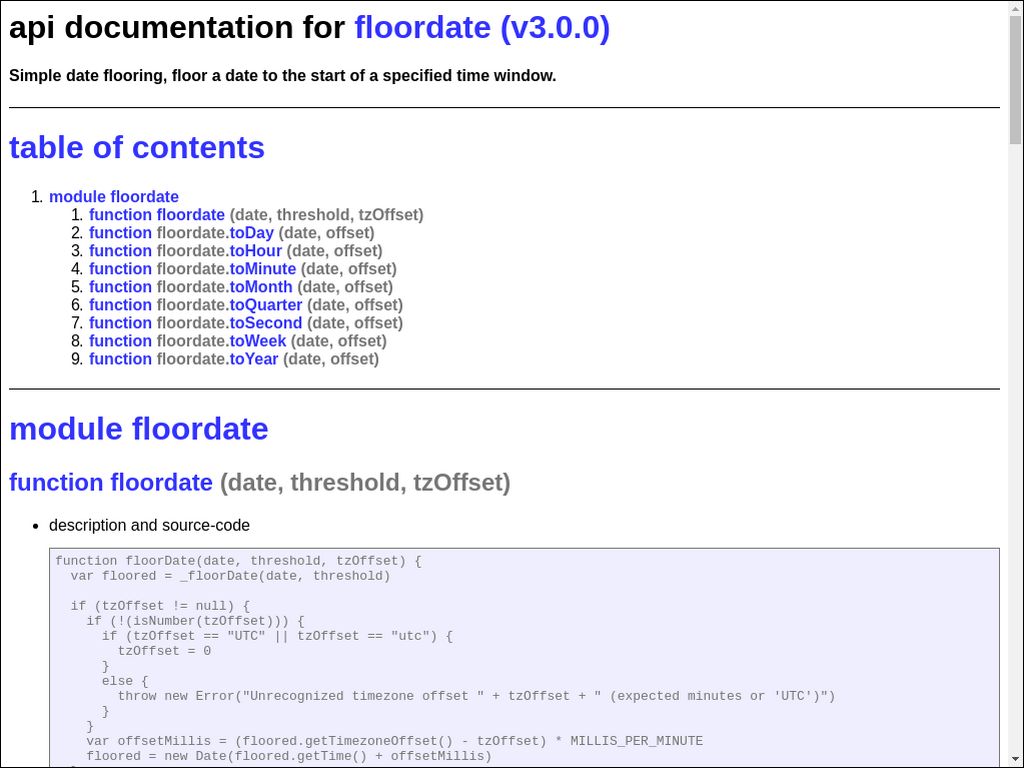 api documentation for floordate (v3.0.0)
Simple date flooring, floor a date to the start of a specified time window.
table of contents
1. module floordate
1. function floordate (date, threshold, tzOffset)
2. function floordate.toDay (date, offset)
3. function floordate.toHour (date, offset)
4. function floordate.toMinute (date, offset)
5. function floordate.toMonth (date, offset)
6. function floordate.toQuarter (date, offset)
7. function floordate.toSecond (date, offset)
8. function floordate.toWeek (date, offset)
9. function floordate.toYear (date, offset)
module floordate
function floordate (date, threshold, tzOffset)
• description and source-code
function floorDate(date, threshold, tzOffset) {
  var floored = _floorDate(date, threshold)
  if (tzOffset != null) {
    if (!(isNumber(tzOffset))) {
      if (tzOffset == "UTC" || tzOffset == "utc") {
        tzOffset = 0
      }
      else {
        throw new Error("Unrecognized timezone offset " + tzOffset + " (expected minutes or 'UTC')")
      }
    }
    var offsetMillis = (floored.getTimezoneOffset() - tzOffset) * MILLIS_PER_MINUTE
    floored = new Date(floored.getTime() + offsetMillis)